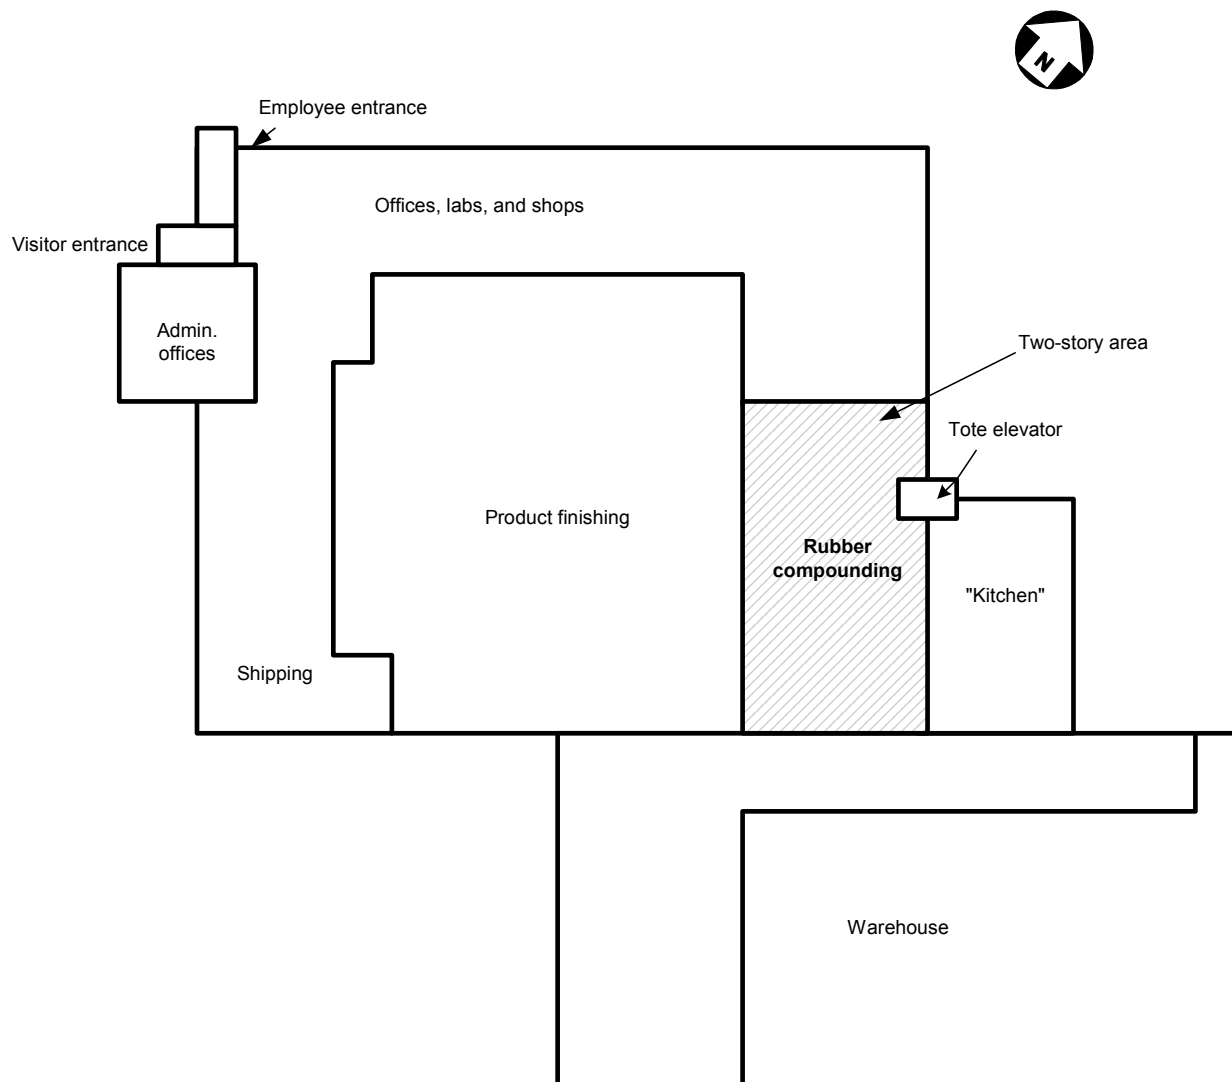 N
Employee entrance
Offices, labs, and shops
Visitor entrance
Admin.
offices
Two-story area
Tote elevator
Product finishing
Rubber
compounding
"Kitchen"
Shipping
Warehouse